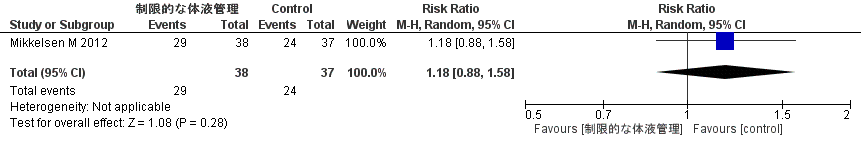 制限的な体液管理 Control Risk Ratio Risk Ratio
Study or Subgroup Events Total Events Total Weight M-H, Random, 95% CI M-H, Random, 95% CI
Mikkelsen M 2012 29 38 24 37 100.0% 1.18 [0.88, 1.58]
Total (95% CI) 38 37 100.0% 1.18 [0.88, 1.58]
Total events 29 24
Heterogeneity: Not applicable
Test for overall effect: Z = 1.08 (P = 0.28)
0.5 0.7 1 1.5 2
Favours [制限的な体液管理] Favours [control]